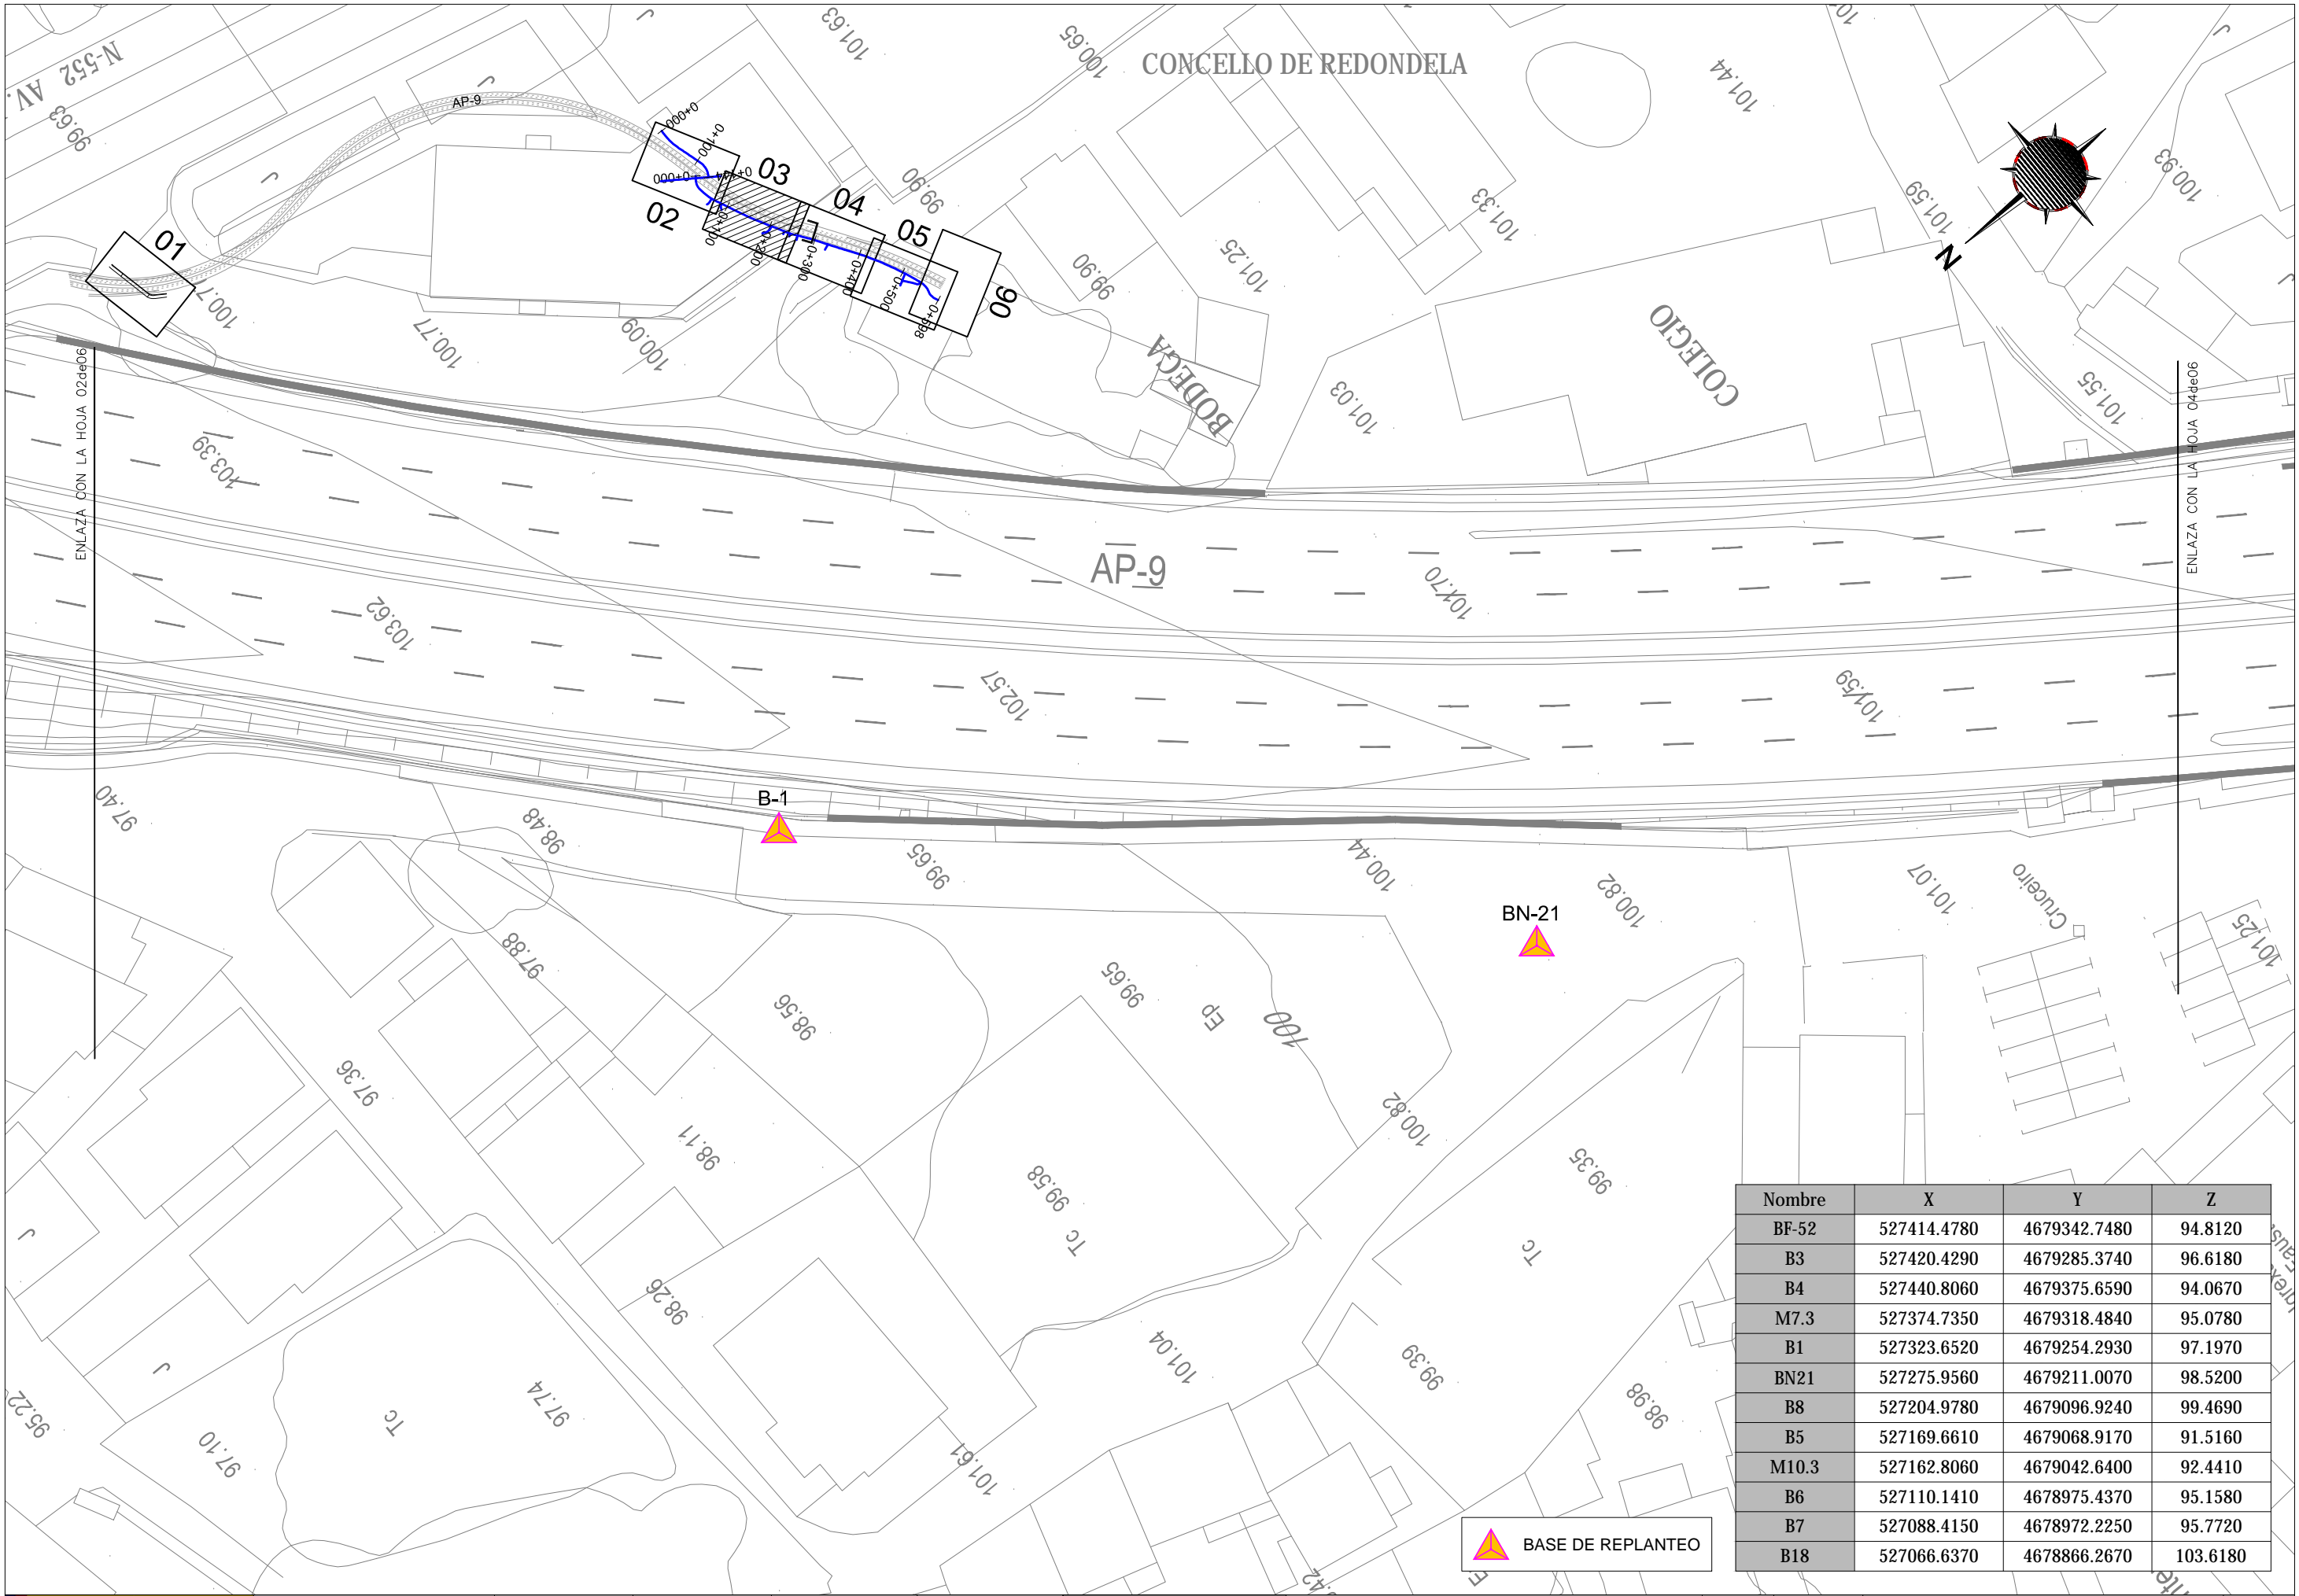 AV. N-552
99.63
J
J
J
AP-9
101.63
100.65
CONCELLO DE REDONDELA
101.44
J
100.93
101.59
N
0+000
0+100
0+000
03
04
05
06
02
01
99.90
101.33
101.25
99.90
0+100
0+200
0+300
0+400
0+500
0+598
100.77
100.77
100.09
BODEGA
COLEGIO
101.03
101.55
J
ENLAZA CON LA HOJA 02de06
ENLAZA CON LA HOJA 04de06
103.39
AP-9
101.70
103.62
102.57
101.59
97.40
B-1
98.48
99.65
100.44
100.82
101.07
Cruceiro
101.25
BN-21
97.88
98.56
99.65
Ep
100
97.36
98.11
100.82
99.58
Tc
99.35
Tc
J
98.26
101.04
99.39
98.98
J
95.22
97.10
Tc
97.74
101.61
Nombre X Y Z
BF-52 527414.4780 4679342.7480 94.8120
B3 527420.4290 4679285.3740 96.6180
B4 527440.8060 4679375.6590 94.0670
M7.3 527374.7350 4679318.4840 95.0780
B1 527323.6520 4679254.2930 97.1970
BN21 527275.9560 4679211.0070 98.5200
B8 527204.9780 4679096.9240 99.4690
B5 527169.6610 4679068.9170 91.5160
M10.3 527162.8060 4679042.6400 92.4410
B6 527110.1410 4678975.4370 95.1580
B7 527088.4150 4678972.2250 95.7720
B18 527066.6370 4678866.2670 103.6180
BASE DE REPLANTEO